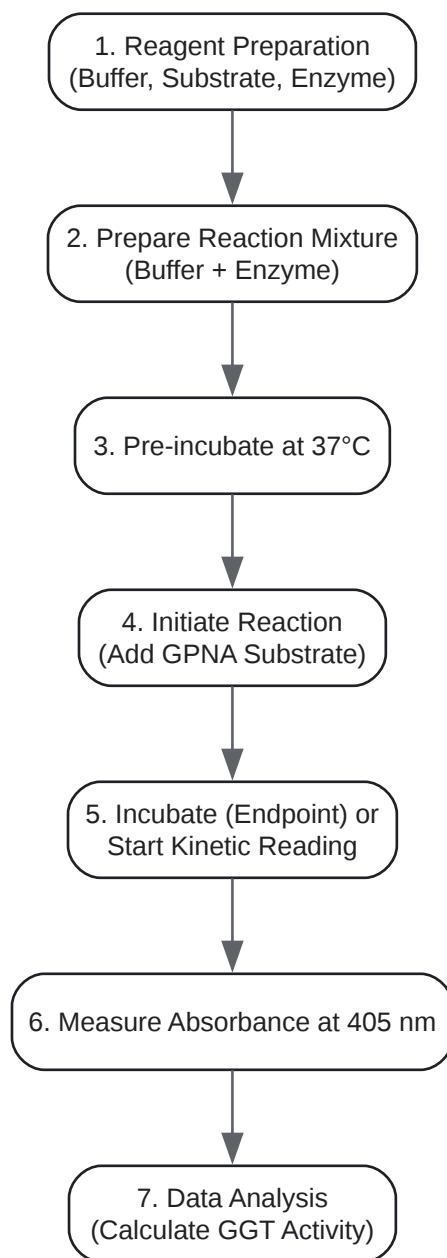 1. Reagent Preparation
(Buffer, Substrate, Enzyme)
2. Prepare Reaction Mixture
(Buffer + Enzyme)
3. Pre-incubate at 37°C
4. Initiate Reaction
(Add GPNA Substrate)
5. Incubate (Endpoint) or
Start Kinetic Reading
6. Measure Absorbance at 405 nm
7. Data Analysis
(Calculate GGT Activity)